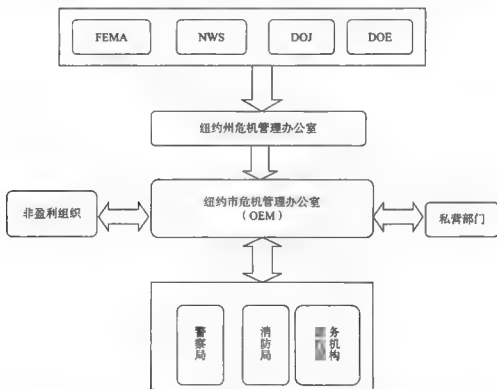 FEMA
NWS
DOJ
DOE
纽约州危机管理办公室
纽约市危机管理办公室
(OEM)
非盈利组织
私营部门
警察局
消防局
务机构